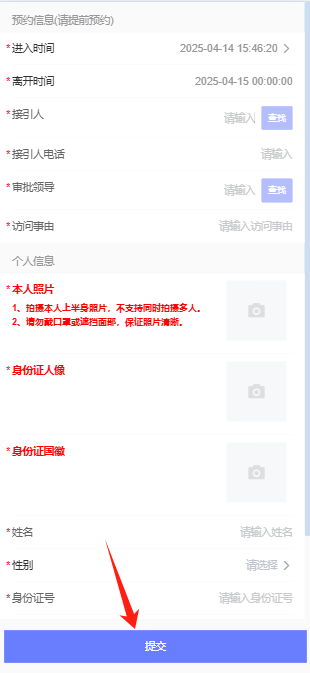 预约信息(请提前预约)
*进入时间 2025-04-14 15:46:20
*离开时间 2025-04-15 00:00:00
*接引人 请输入 查找
*接引人电话 请输入
*审批领导 请输入 查找
*访问事由 请输入访问事由
个人信息
*本人照片
1、拍摄本人上半身照片，不支持同时拍摄多人。
2、请勿戴口罩或遮挡面部，保证照片清晰。
*身份证人像
*身份证国徽
*姓名 请输入姓名
*性别 请选择
*身份证号 请输入身份证号
提交